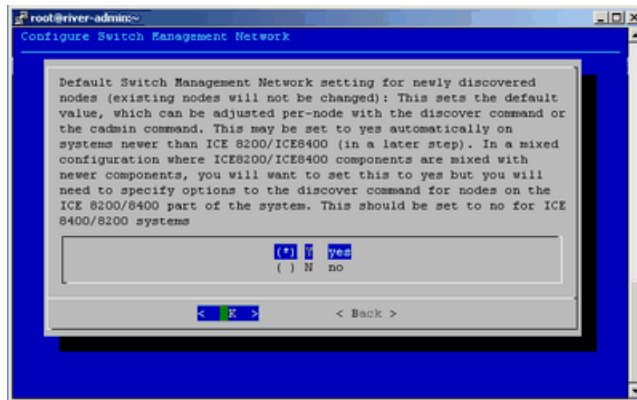 root@river-admin:~
Configure Switch Management Network
Default Switch Management Network setting for newly discovered
nodes (existing nodes will not be changed): This sets the default
value, which can be adjusted per-node with the discover command or
the cadmin command. This may be set to yes automatically on
systems newer than ICE 8200/ICE8400 (in a later step). In a mixed
configuration where ICE8200/ICE8400 components are mixed with
newer components, you will want to set this to yes but you will
need to specify options to the discover command for nodes on the
ICE 8200/8400 part of the system. This should be set to no for ICE
8400/8200 systems
(*) Y yes
( ) N no
< OK > < Back >